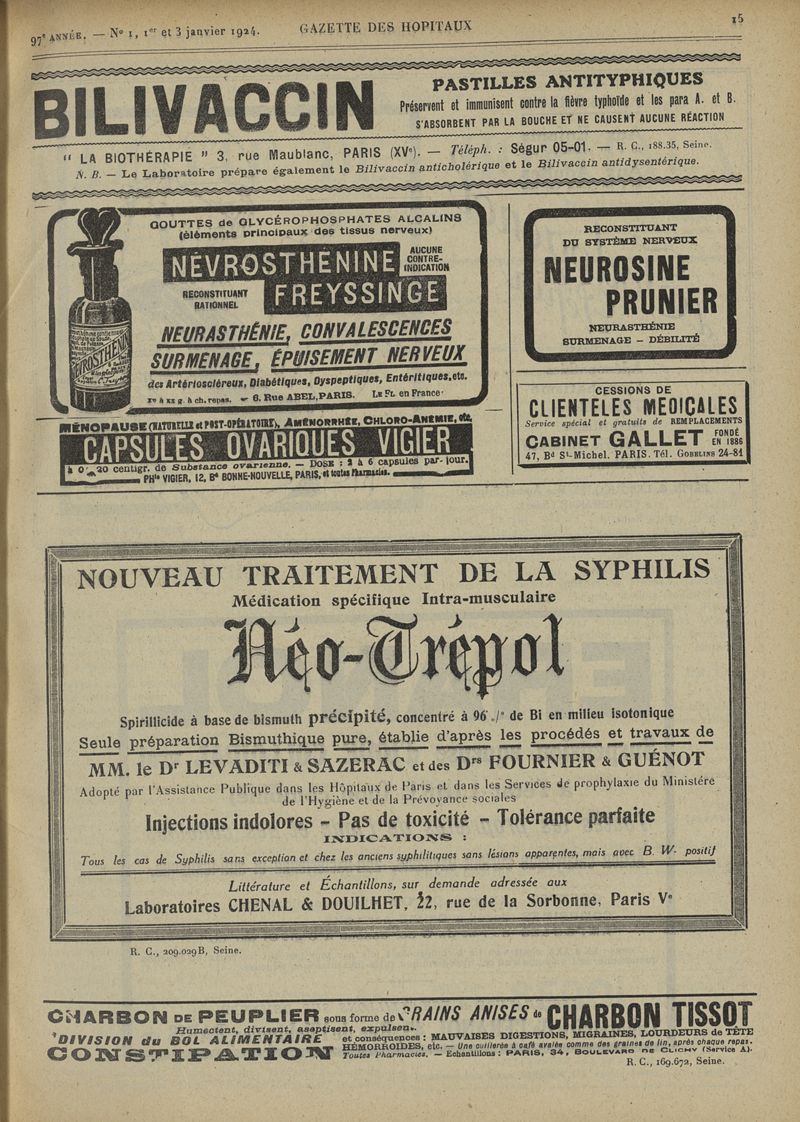 97e ANNÉE. — No 1, 1er et 3 janvier 1924.
GAZETTE DES HOPITAUX
15
BILIVACCIN
PASTILLES ANTITYPHIQUES
Préservent et immunisent contre la fièvre typhoïde et les para A. et B.
S'ABSORBENT PAR LA BOUCHE ET NE CAUSENT AUCUNE RÉACTION
" LA BIOTHÉRAPIE " 3, rue Maublanc, PARIS (XVe). — Téléph. : Ségur 05-01. — R. C., 188.35, Seine.
N. B. — Le Laboratoire prépare également le Bilivaccin anticholérique et le Bilivaccin antidysentérique.
GOUTTES de GLYCÉROPHOSPHATES ALCALINS
(éléments principaux des tissus nerveux)
NÉVROSTHÉNINE
AUCUNE
CONTRE-
INDICATION
RECONSTITUANT
RATIONNEL
FREYSSINGE
NEURASTHÉNIE, CONVALESCENCES
SURMENAGE, ÉPUISEMENT NERVEUX
des Artérioscléreux, Diabétiques, Dyspeptiques, Entéritiques, etc.
XV à XX g. à ch. repas. — 6, Rue ABEL, PARIS. Le Fl. en France.
MÉNOPAUSE (NATURELLE et POST-OPÉRATOIRE), AMÉNORRHÉE, CHLORO-ANÉMIE, etc.
CAPSULES OVARIQUES VIGIER
à 0gr20 centigr. de Substance ovarienne. — DOSE : 2 à 6 capsules par jour.
PHie VIGIER, 12, Bd BONNE-NOUVELLE, PARIS, et toutes Pharmacies.
RECONSTITUANT
DU SYSTÈME NERVEUX
NEUROSINE
PRUNIER
NEURASTHÉNIE
SURMENAGE - DÉBILITÉ
CESSIONS DE
CLIENTELES MEDICALES
Service spécial et gratuits de REMPLACEMENTS
CABINET GALLET FONDÉ EN 1886
47, Bd St-Michel. PARIS. Tél. GOBELINS 24-81
NOUVEAU TRAITEMENT DE LA SYPHILIS
Médication spécifique Intra-musculaire
Néo-Trépol
Spirillicide à base de bismuth précipité, concentré à 96 o/o de Bi en milieu isotonique
Seule préparation Bismuthique pure, établie d'après les procédés et travaux de
MM. le Dr LEVADITI & SAZERAC et des Drs FOURNIER & GUÉNOT
Adopté par l'Assistance Publique dans les Hôpitaux de Paris et dans les Services de prophylaxie du Ministère
de l'Hygiène et de la Prévoyance sociales
Injections indolores - Pas de toxicité - Tolérance parfaite
INDICATIONS :
Tous les cas de Syphilis sans exception et chez les anciens syphilitiques sans lésions apparentes, mais avec B. W. positif
Littérature et Échantillons, sur demande adressée aux
Laboratoires CHENAL & DOUILHET, 22, rue de la Sorbonne, Paris Ve
R. C., 209.029B, Seine.
CHARBON DE PEUPLIER sous forme de GRAINS ANISÉS de CHARBON TISSOT
Humectent, divisent, aseptisent, expulsent.
DIVISION du BOL ALIMENTAIRE
CONSTIPATION
et conséquences : MAUVAISES DIGESTIONS, MIGRAINES, LOURDEURS de TÊTE
HÉMORROIDES, etc. — Une cuillerée à café avalée comme des graines de lin, après chaque repas.
Toutes Pharmacies. — Échantillons : PARIS, 34, BOULEVARD DE CLICHY (Service A).
R. C., 169.672, Seine.